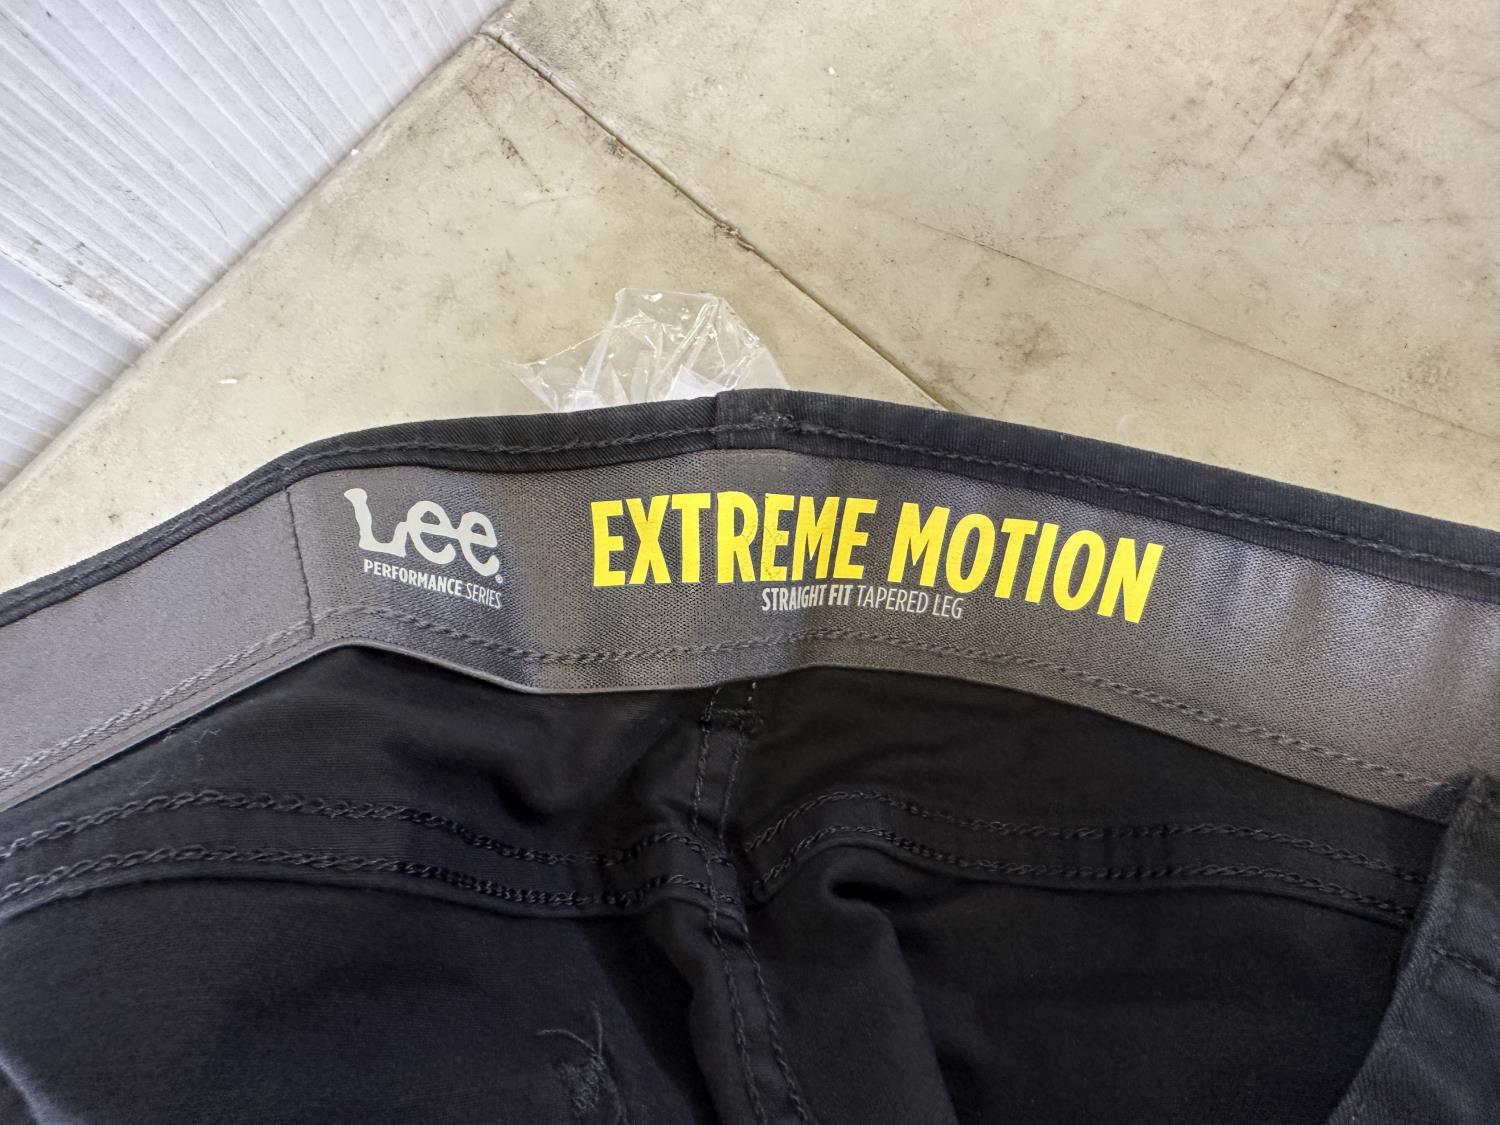 Lee®
PERFORMANCE SERIES
EXTREME MOTION
STRAIGHT FIT TAPERED LEG